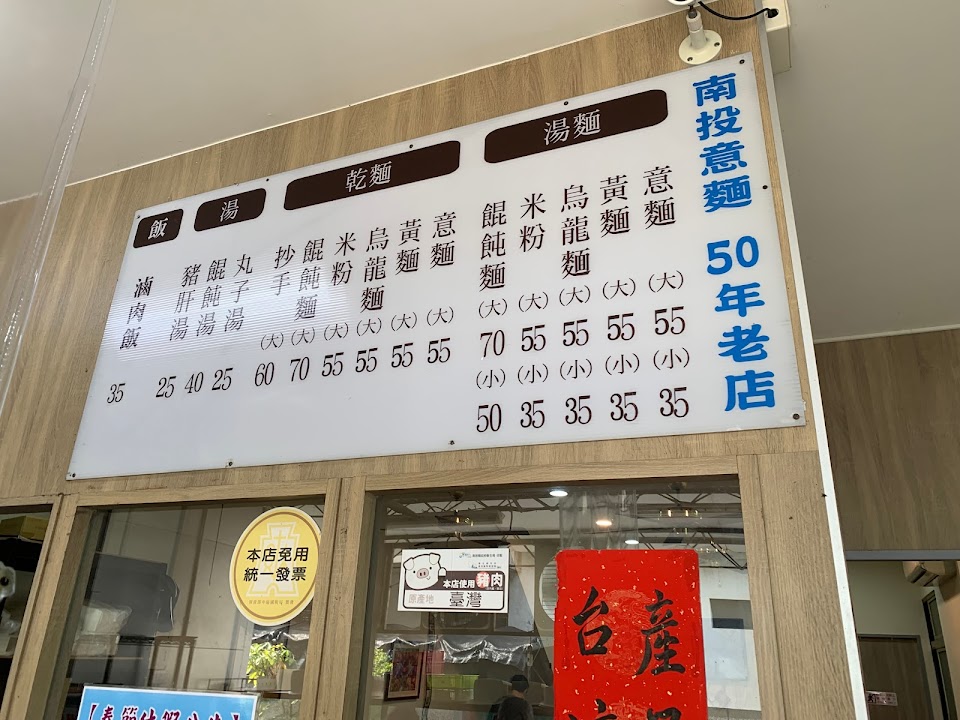 南投意麵 50年老店
湯麵
意麵 (大) 55 (小) 35
黃麵 (大) 55 (小) 35
烏龍麵 (大) 55 (小) 35
米粉 (大) 55 (小) 35
餛飩麵 (大) 70 (小) 50
乾麵
意麵 (大) 55
黃麵 (大) 55
烏龍麵 (大) 55
米粉 (大) 55
餛飩麵 (大) 70
抄手 (大) 60
湯
丸子湯 25
餛飩湯 40
豬肝湯 25
飯
滷肉飯 35
本店免用
統一發票
本店使用豬肉
原產地 臺灣
產
台